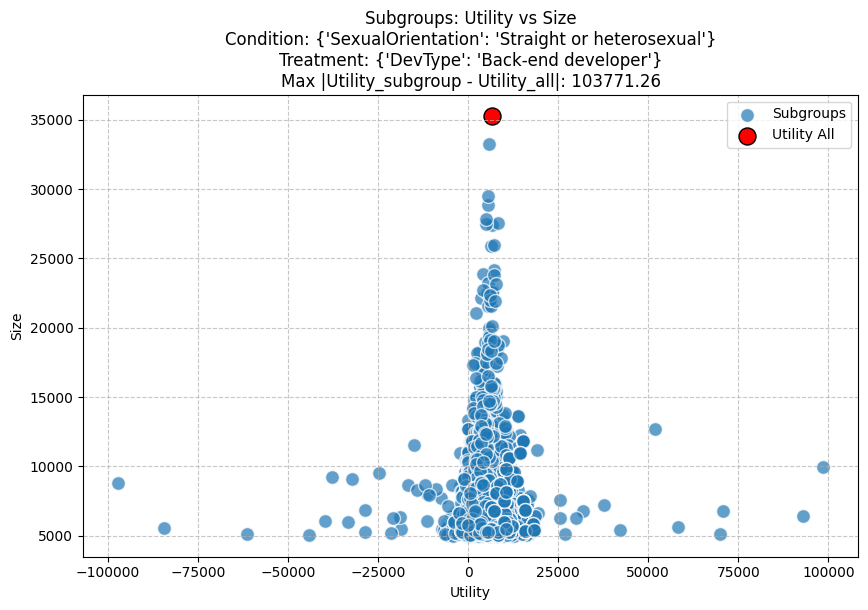 Subgroups: Utility vs Size
Condition: {'SexualOrientation': 'Straight or heterosexual'}
Treatment: {'DevType': 'Back-end developer'}
Max |Utility_subgroup - Utility_all|: 103771.26
Subgroups
Utility All
35000
30000
25000
20000
15000
10000
5000
Size
−100000 −75000 −50000 −25000 0 25000 50000 75000 100000
Utility